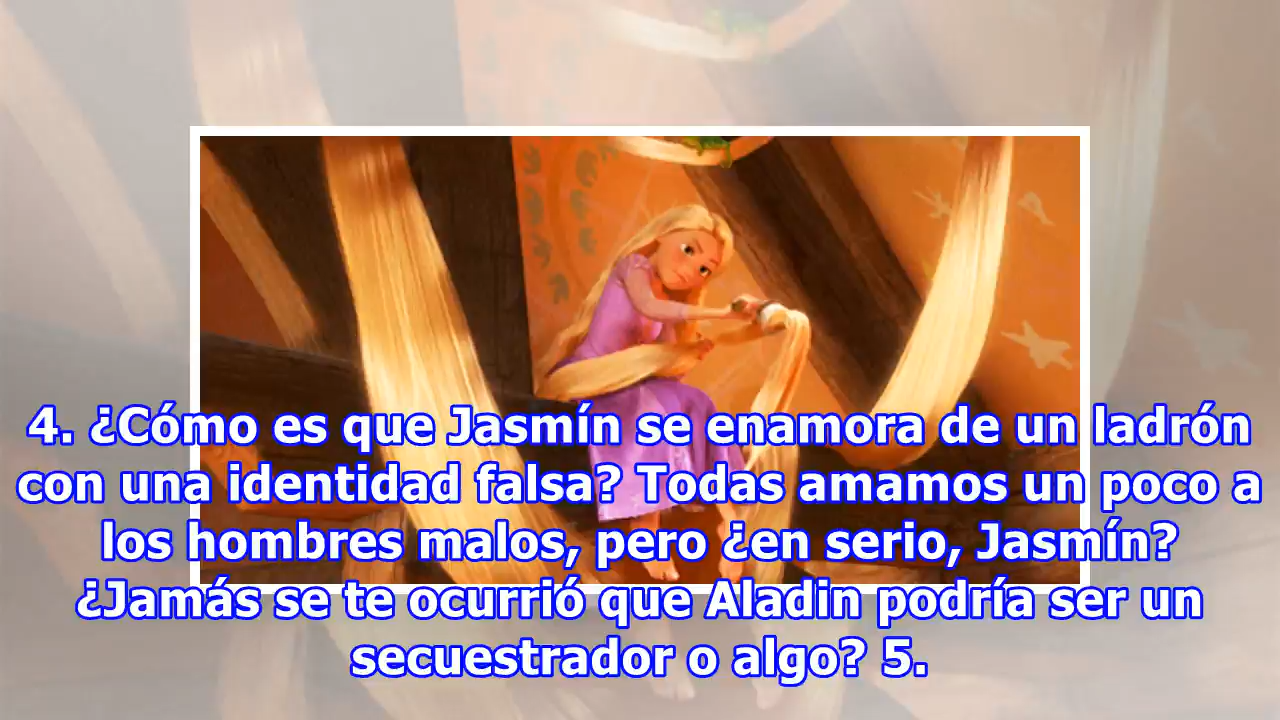 4. ¿Cómo es que Jasmín se enamora de un ladrón
con una identidad falsa? Todas amamos un poco a
los hombres malos, pero ¿en serio, Jasmín?
¿Jamás se te ocurrió que Aladin podría ser un
secuestrador o algo? 5.